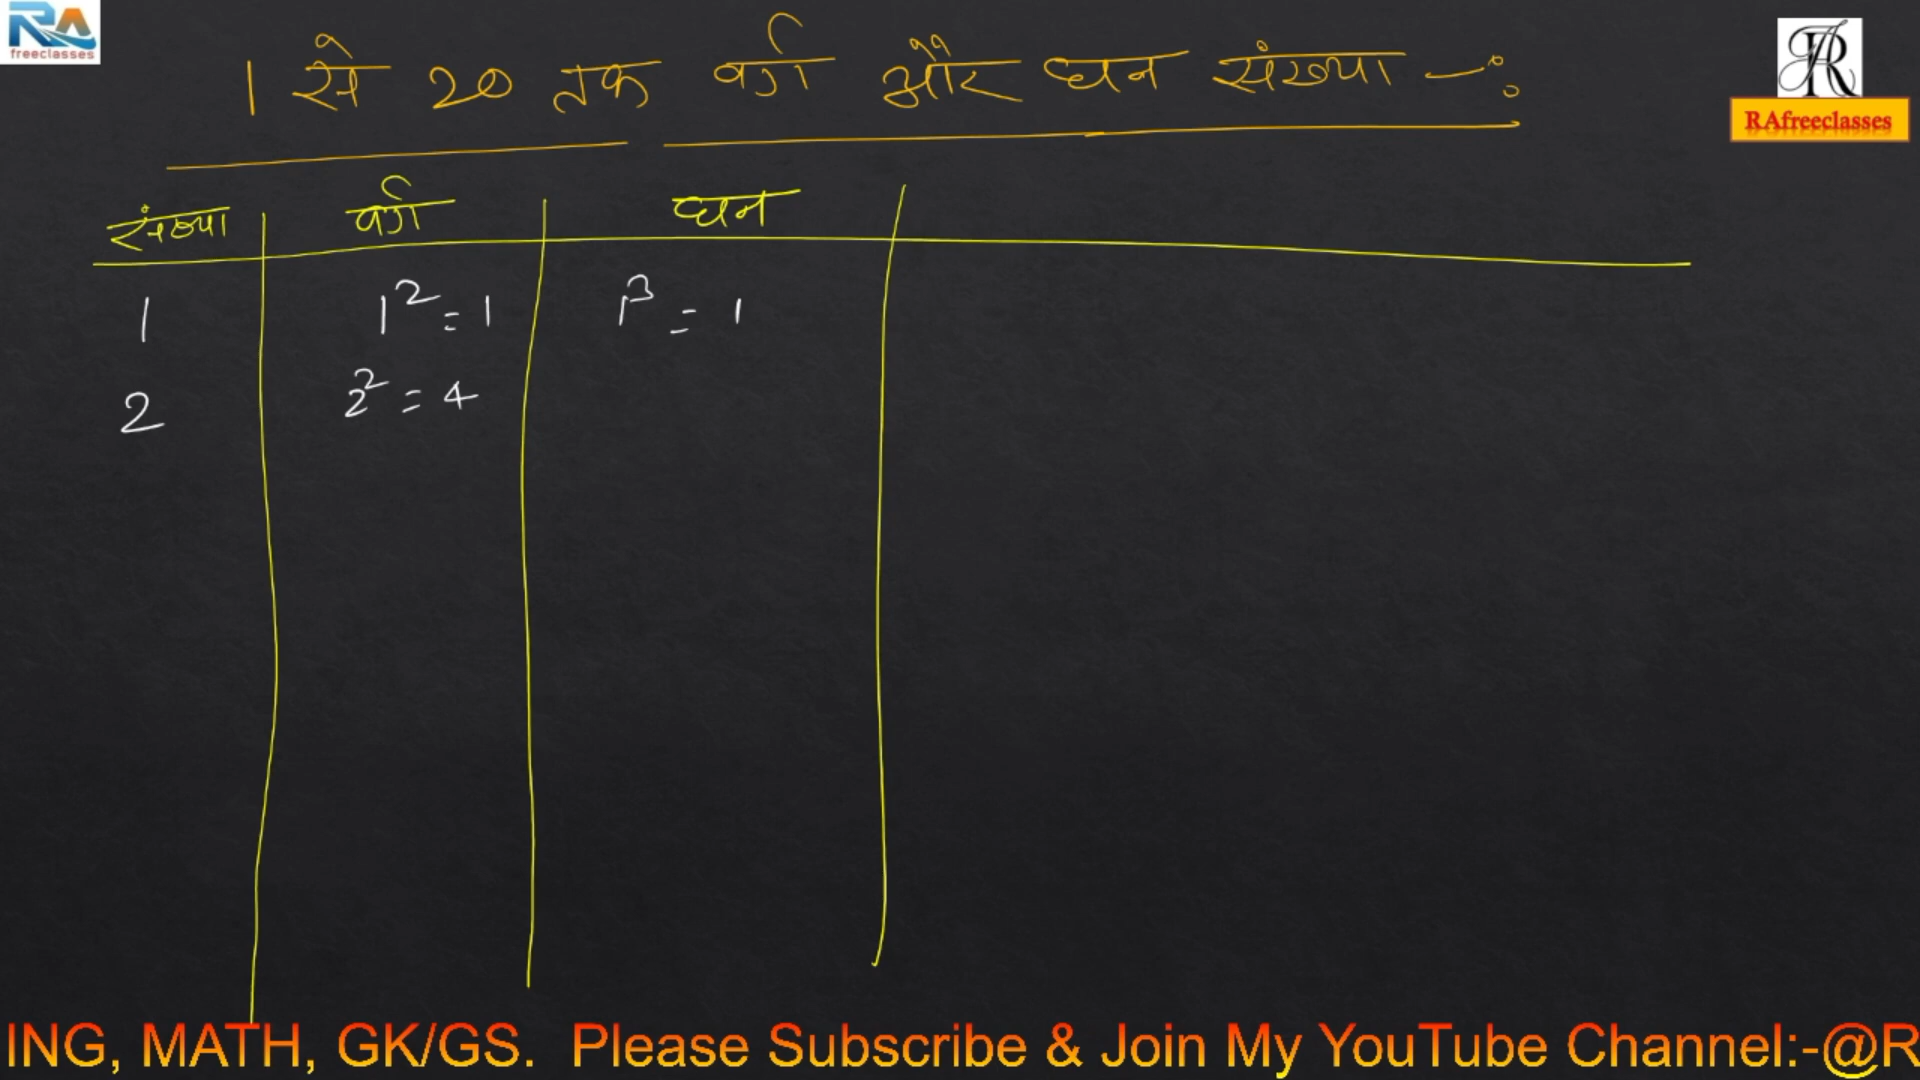 RA
freeclasses
1 से 20 तक वर्ग और घन संख्या -:
RAfreeclasses
संख्या वर्ग घन
1 1² = 1 1³ = 1
2 2² = 4
ING, MATH, GK/GS. Please Subscribe & Join My YouTube Channel:-@R